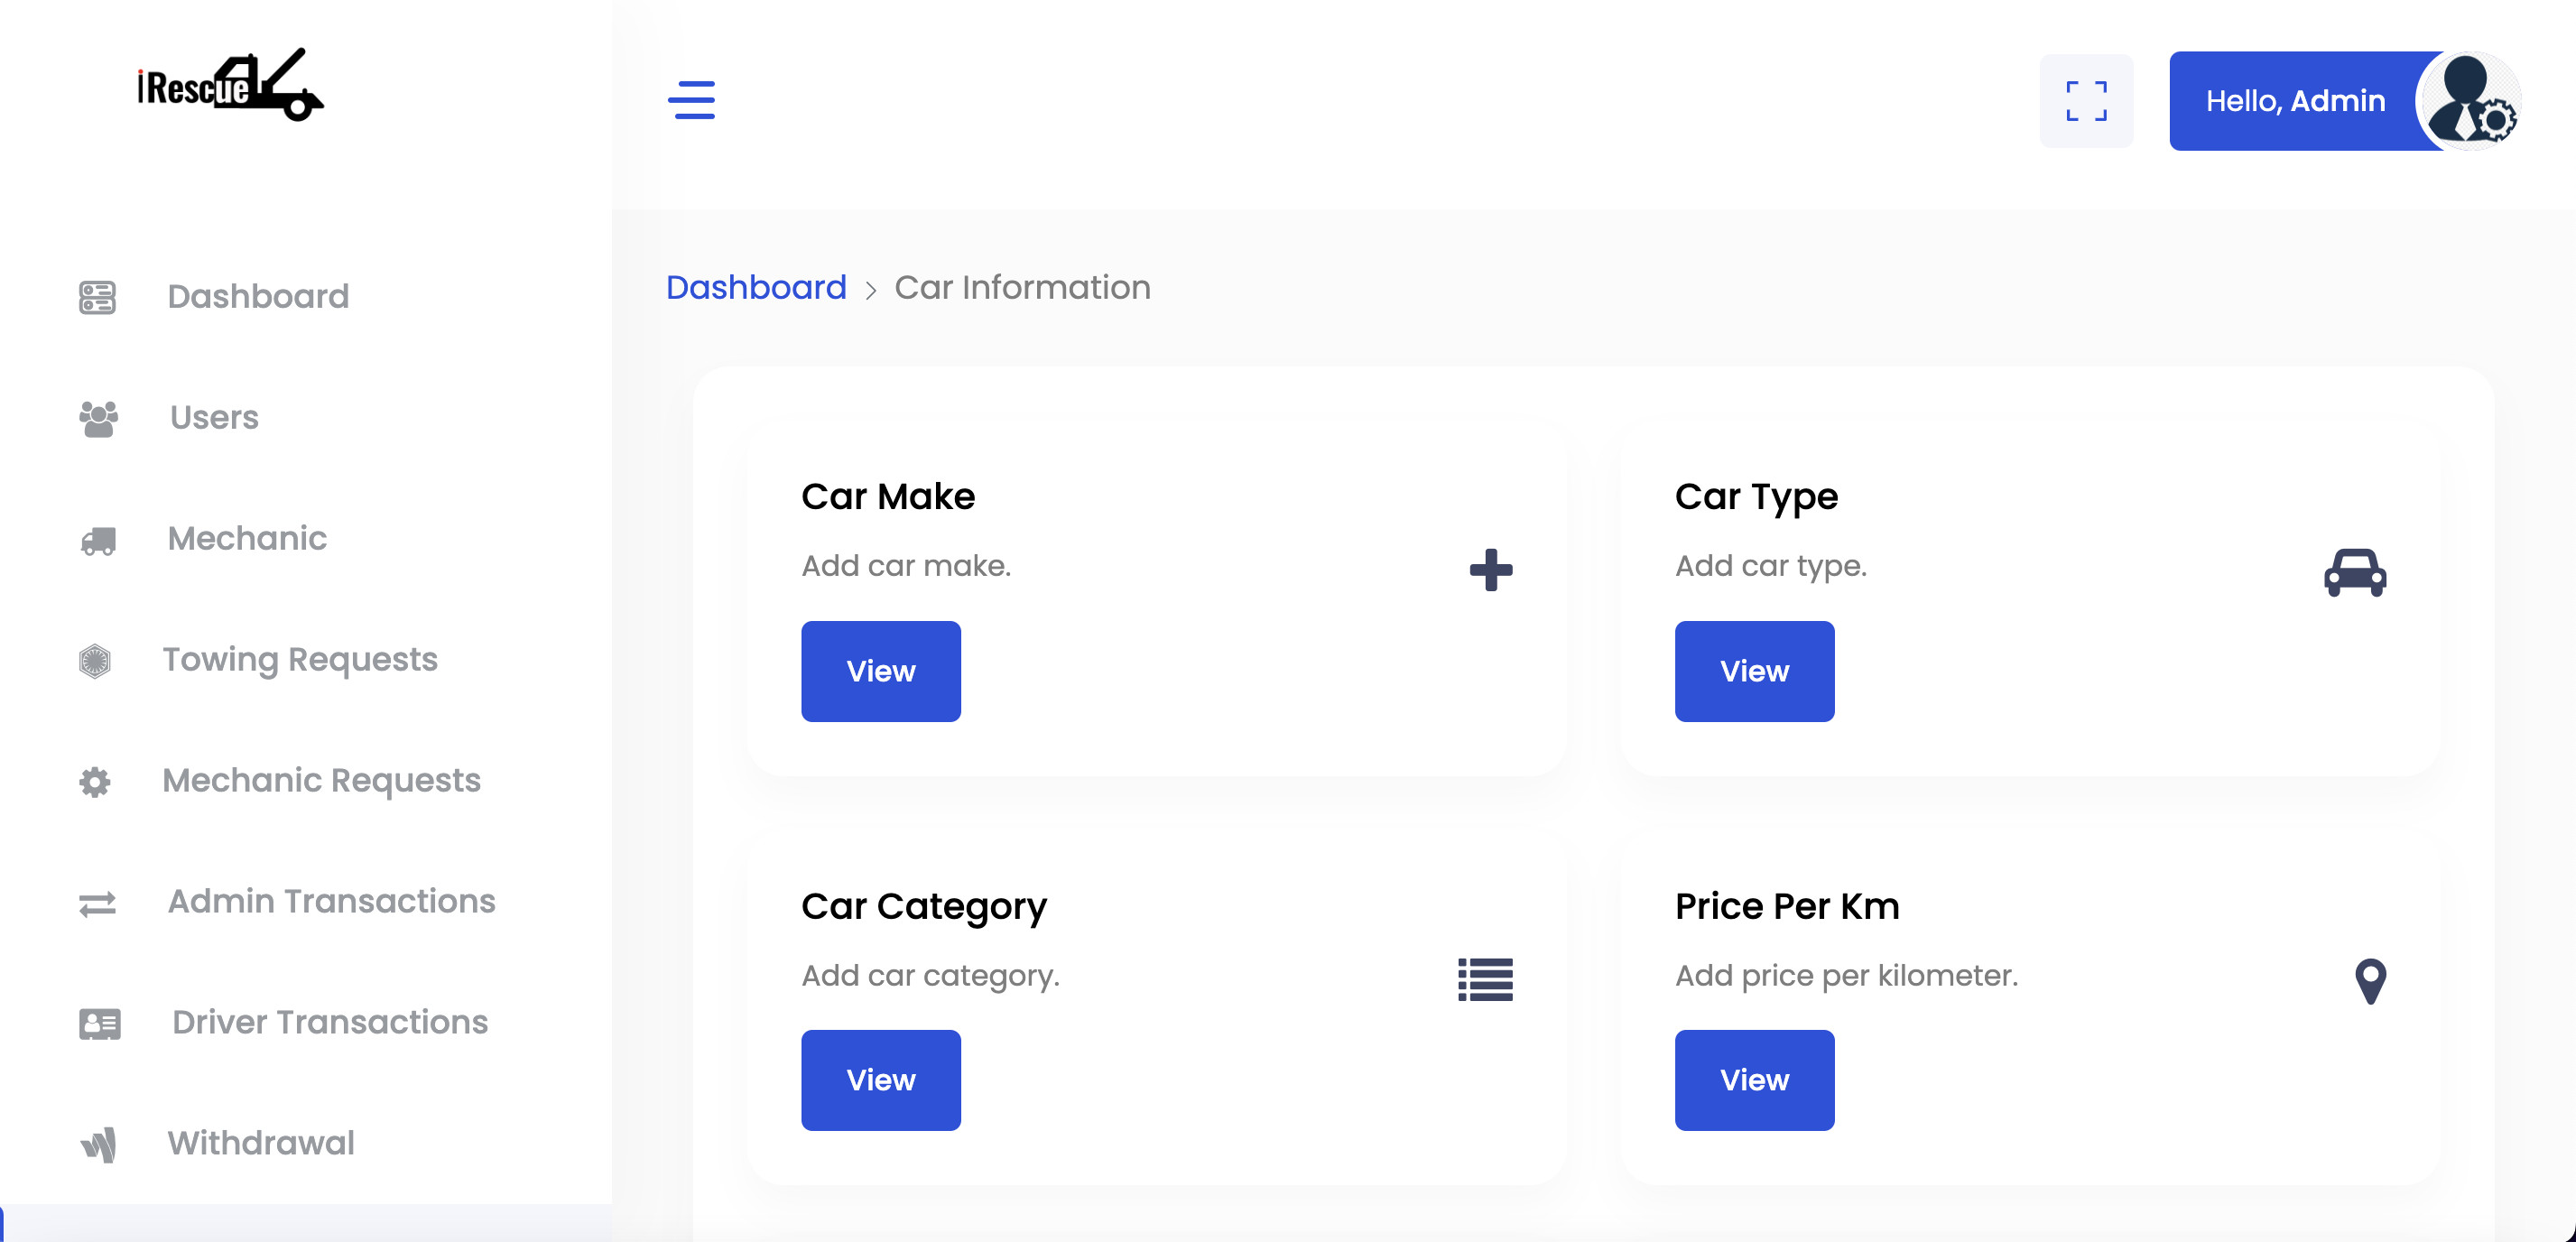 iRescue
Hello, Admin
Dashboard
Users
Mechanic
Towing Requests
Mechanic Requests
Admin Transactions
Driver Transactions
Withdrawal
Dashboard > Car Information
Car Make
Add car make.
View
Car Type
Add car type.
View
Car Category
Add car category.
View
Price Per Km
Add price per kilometer.
View